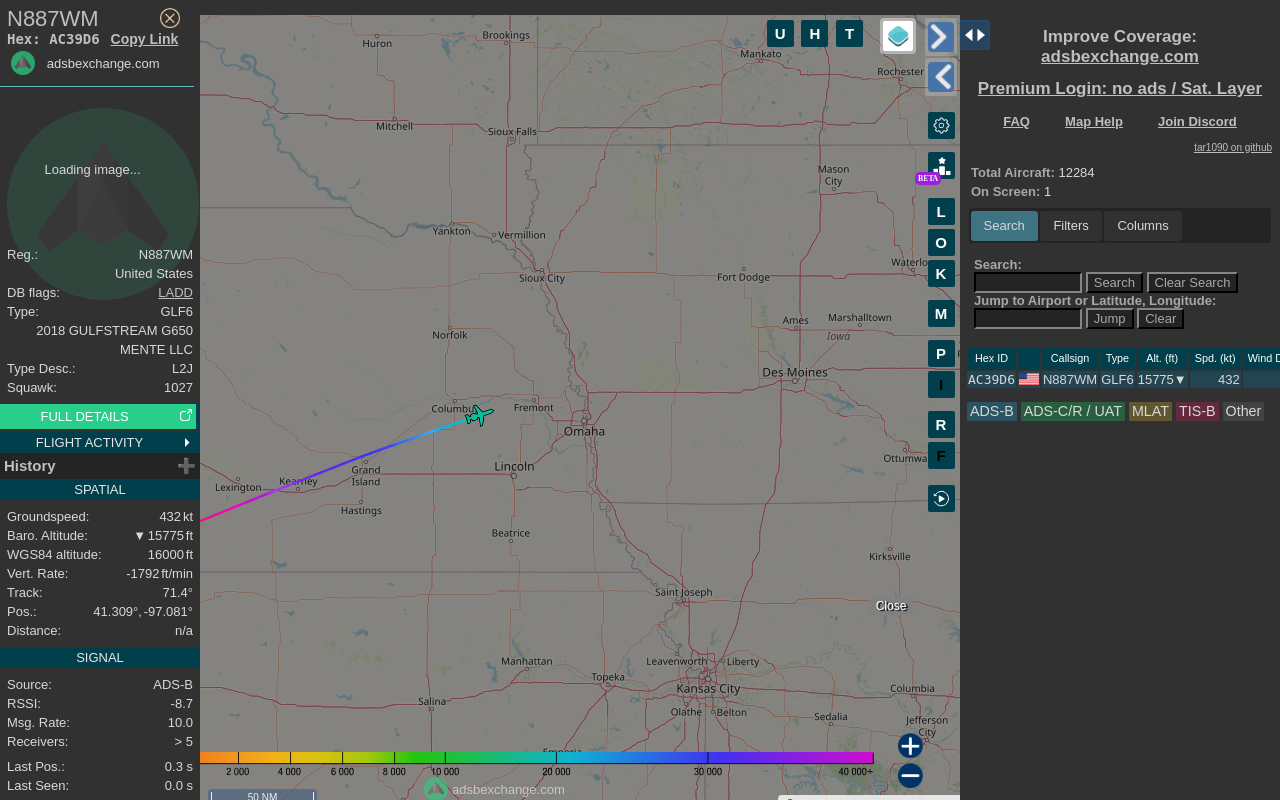 N887WM
Hex: AC39D6 Copy Link
adsbexchange.com
Loading image...
Reg.: N887WM
United States
DB flags: LADD
Type: GLF6
2018 GULFSTREAM G650
MENTE LLC
Type Desc.: L2J
Squawk: 1027
FULL DETAILS
FLIGHT ACTIVITY
History
SPATIAL
Groundspeed: 432 kt
Baro. Altitude: ▼ 15775 ft
WGS84 altitude: 16000 ft
Vert. Rate: -1792 ft/min
Track: 71.4°
Pos.: 41.309°, -97.081°
Distance: n/a
SIGNAL
Source: ADS-B
RSSI: -8.7
Msg. Rate: 10.0
Receivers: > 5
Last Pos.: 0.3 s
Last Seen: 0.0 s
U H T
Huron
Brookings
Mankato
Rochester
Mitchell
Sioux Falls
Mason
City
BETA
Yankton
Vermillion
Sioux City
Fort Dodge
Waterlo
L
O
K
M
P
I
R
F
Norfolk
Ames
Marshalltown
Iowa
Des Moines
Columbu
Fremont
Omaha
Lincoln
Grand
Island
Kearney
Lexington
Hastings
Ottumwa
Beatrice
Kirksville
Saint Joseph
Close
Manhattan
Leavenworth
Liberty
Topeka
Kansas City
Columbia
Salina
Olathe
Belton
Sedalia
Jefferson
City
Emporia
2 000 4 000 6 000 8 000 10 000 20 000 30 000 40 000+
adsbexchange.com
50 NM
Improve Coverage:
adsbexchange.com
Premium Login: no ads / Sat. Layer
FAQ Map Help Join Discord
tar1090 on github
Total Aircraft: 12284
On Screen: 1
Search Filters Columns
Search:
Search Clear Search
Jump to Airport or Latitude, Longitude:
Jump Clear
Hex ID Callsign Type Alt. (ft) Spd. (kt) Wind D
AC39D6 N887WM GLF6 15775▼ 432
ADS-B ADS-C/R / UAT MLAT TIS-B Other